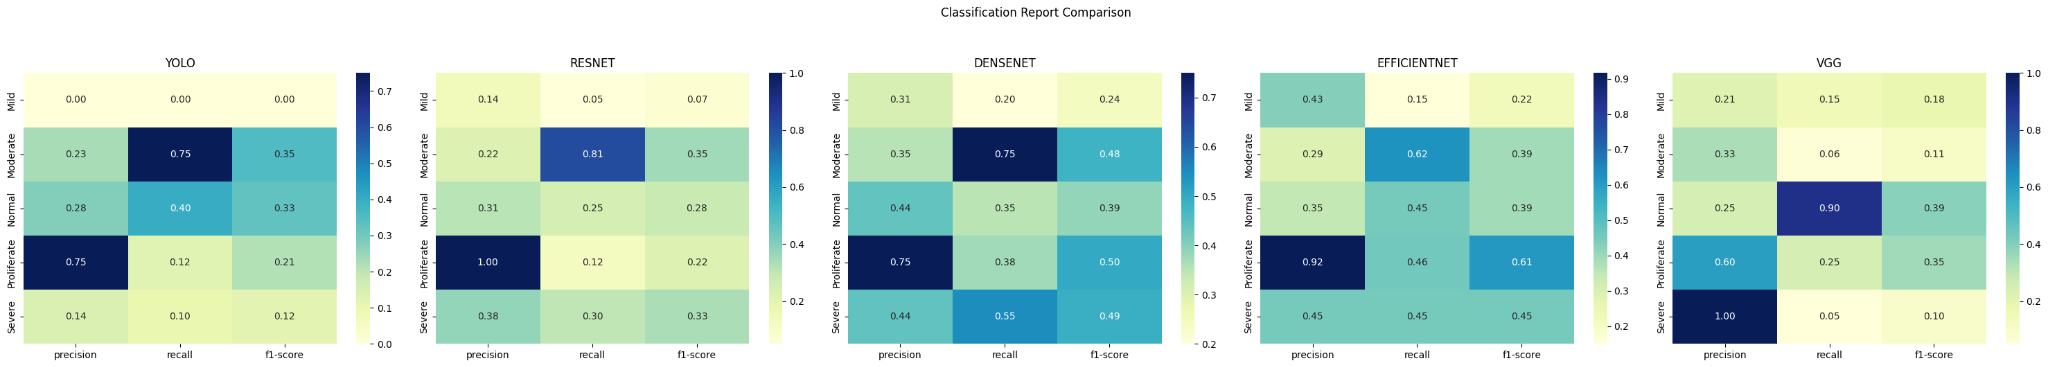 Classification Report Comparison
YOLO
Mild 0.00 0.00 0.00
Moderate 0.23 0.75 0.35
Normal 0.28 0.40 0.33
Proliferate 0.75 0.12 0.21
Severe 0.14 0.10 0.12
precision recall f1-score
0.7
0.6
0.5
0.4
0.3
0.2
0.1
0.0
RESNET
Mild 0.14 0.05 0.07
Moderate 0.22 0.81 0.35
Normal 0.31 0.25 0.28
Proliferate 1.00 0.12 0.22
Severe 0.38 0.30 0.33
precision recall f1-score
1.0
0.8
0.6
0.4
0.2
DENSENET
Mild 0.31 0.20 0.24
Moderate 0.35 0.75 0.48
Normal 0.44 0.35 0.39
Proliferate 0.75 0.38 0.50
Severe 0.44 0.55 0.49
precision recall f1-score
0.7
0.6
0.5
0.4
0.3
0.2
EFFICIENTNET
Mild 0.43 0.15 0.22
Moderate 0.29 0.62 0.39
Normal 0.35 0.45 0.39
Proliferate 0.92 0.46 0.61
Severe 0.45 0.45 0.45
precision recall f1-score
0.9
0.8
0.7
0.6
0.5
0.4
0.3
0.2
VGG
Mild 0.21 0.15 0.18
Moderate 0.33 0.06 0.11
Normal 0.25 0.90 0.39
Proliferate 0.60 0.25 0.35
Severe 1.00 0.05 0.10
precision recall f1-score
1.0
0.8
0.6
0.4
0.2